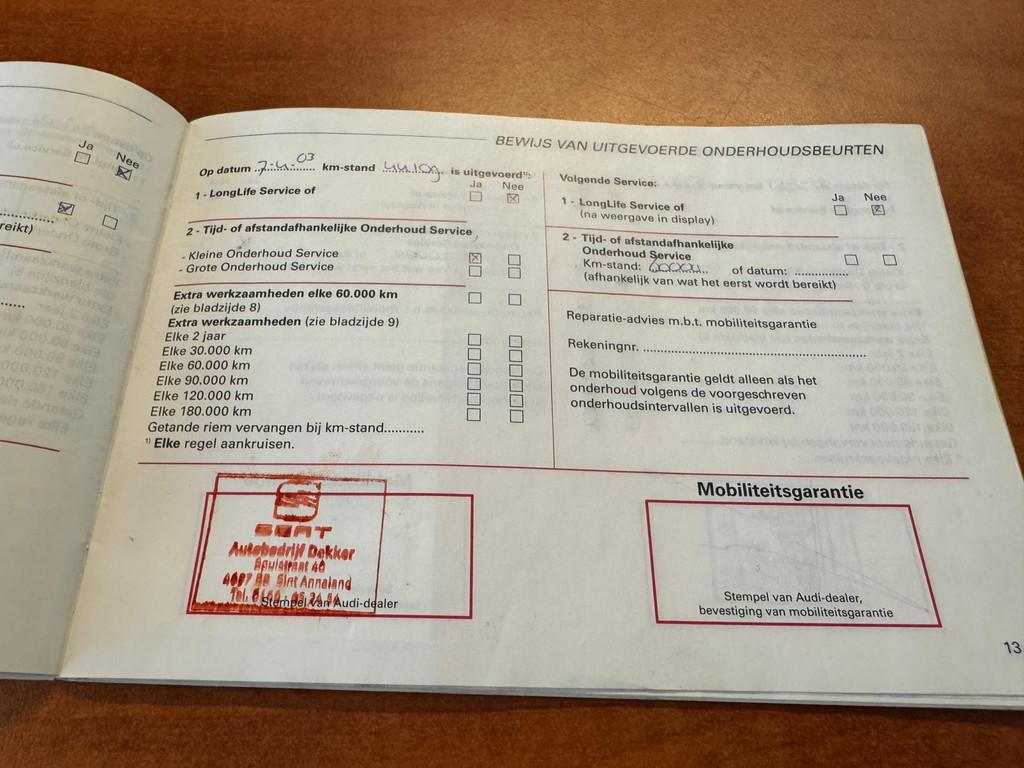 Ja
Nee
reikt)
BEWIJS VAN UITGEVOERDE ONDERHOUDSBEURTEN
Op datum 7-4-03 km-stand 44109 is uitgevoerd¹⁾:
Ja Nee
1 - LongLife Service of
2 - Tijd- of afstandafhankelijke Onderhoud Service
- Kleine Onderhoud Service
- Grote Onderhoud Service
Extra werkzaamheden elke 60.000 km
(zie bladzijde 8)
Extra werkzaamheden (zie bladzijde 9)
Elke 2 jaar
Elke 30.000 km
Elke 60.000 km
Elke 90.000 km
Elke 120.000 km
Elke 180.000 km
Getande riem vervangen bij km-stand...........
¹⁾ Elke regel aankruisen.
Volgende Service:
Ja Nee
1 - LongLife Service of
(na weergave in display)
2 - Tijd- of afstandafhankelijke
Onderhoud Service
Km-stand: 60000 of datum: ..............
(afhankelijk van wat het eerst wordt bereikt)
Reparatie-advies m.b.t. mobiliteitsgarantie
Rekeningnr. ..........................................................
De mobiliteitsgarantie geldt alleen als het
onderhoud volgens de voorgeschreven
onderhoudsintervallen is uitgevoerd.
SEAT
Autobedrijf Dekker
Spuistraat 40
Sint Annaland
Stempel van Audi-dealer
Mobiliteitsgarantie
Stempel van Audi-dealer,
bevestiging van mobiliteitsgarantie
13